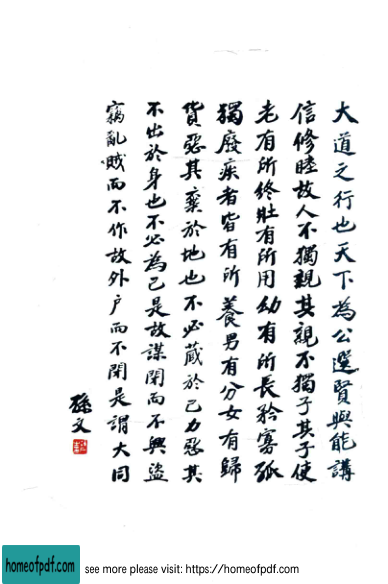 大道之行也天下為公選賢與能講
信修睦故人不獨親其親不獨子其子使
老有所終壯有所用幼有所長矜寡孤
獨廢疾者皆有所養男有分女有歸
貨惡其棄於地也不必藏於己力惡其
不出於身也不必為己是故謀閉而不興盜
竊亂賊而不作故外戶而不閉是謂大同
孫文
homeofpdf.com
see more please visit: https://homeofpdf.com